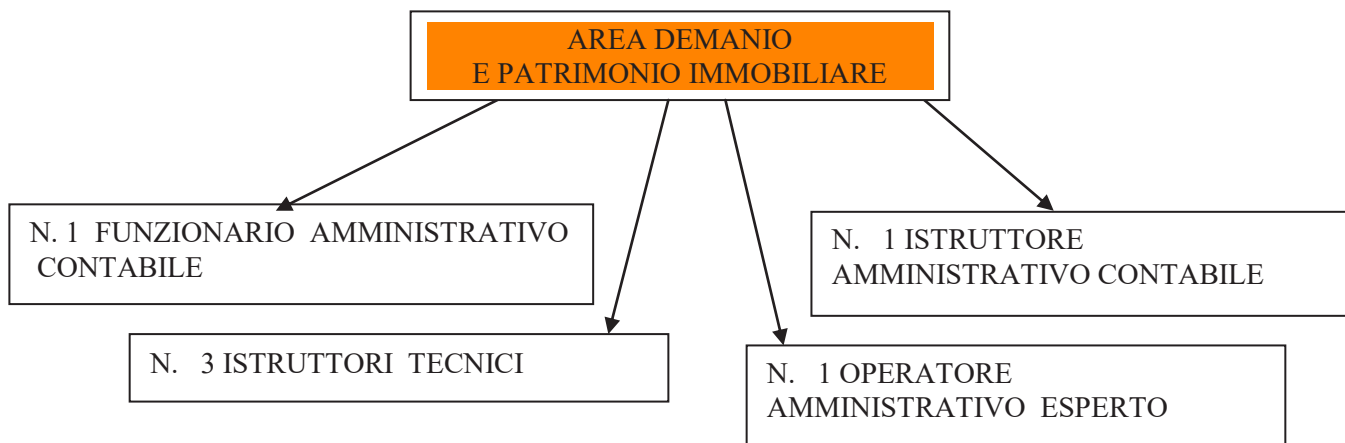 AREA DEMANIO
E PATRIMONIO IMMOBILIARE
N. 1 FUNZIONARIO AMMINISTRATIVO
CONTABILE
N. 1 ISTRUTTORE
AMMINISTRATIVO CONTABILE
N. 3 ISTRUTTORI TECNICI
N. 1 OPERATORE
AMMINISTRATIVO ESPERTO